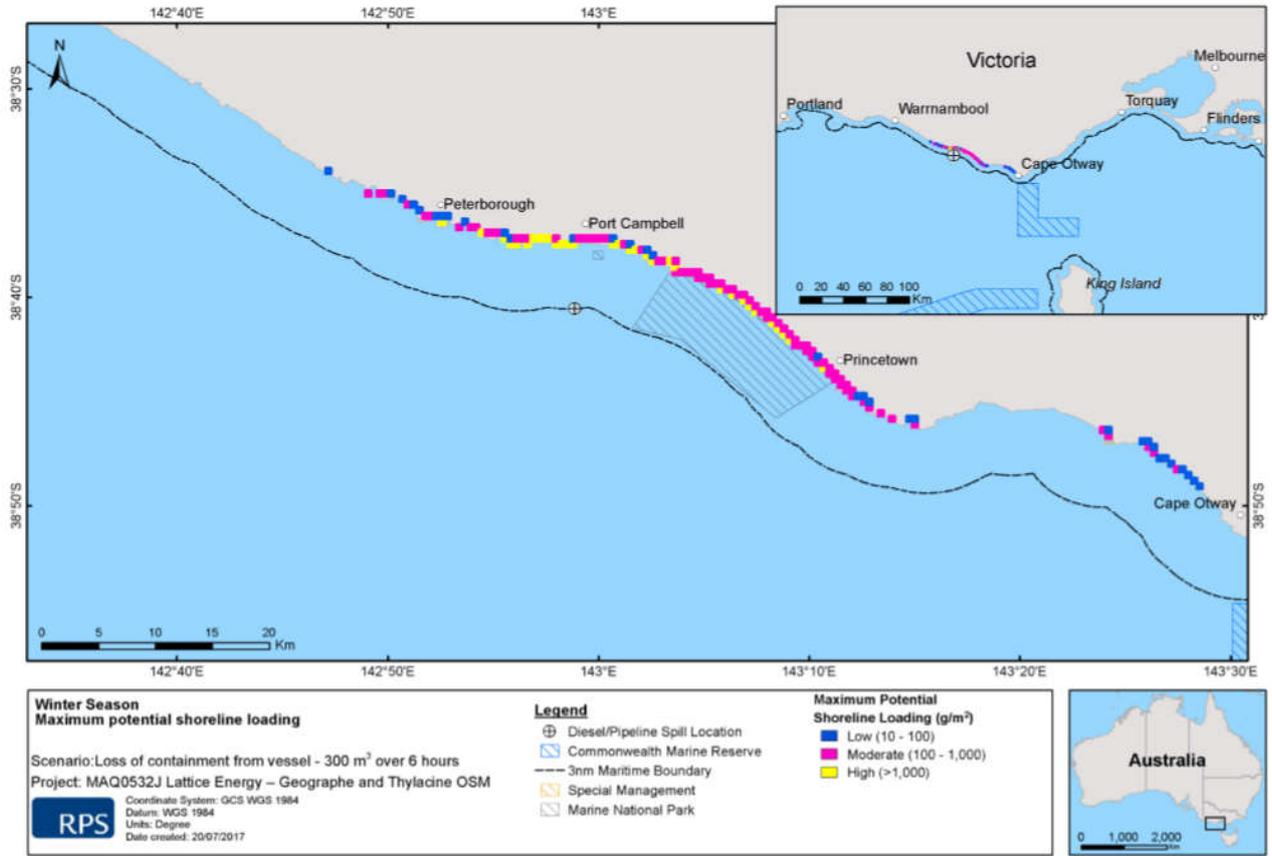 142°40'E 142°50'E 143°E
38°30'S
38°40'S
38°50'S
N
Peterborough
Port Campbell
Princetown
Cape Otway
38°50'S
0 5 10 15 20
Km
142°40'E 142°50'E 143°E 143°10'E 143°20'E 143°30'E
Victoria
Melbourne
Portland
Warrnambool
Torquay
Flinders
Cape Otway
King Island
0 20 40 60 80 100
Km
Winter Season
Maximum potential shoreline loading
Scenario:Loss of containment from vessel - 300 m³ over 6 hours
Project: MAQ0532J Lattice Energy – Geographe and Thylacine OSM
RPS
Coordinate System: GCS WGS 1984
Datum: WGS 1984
Units: Degree
Date created: 20/07/2017
Legend
Diesel/Pipeline Spill Location
Commonwealth Marine Reserve
3nm Maritime Boundary
Special Management
Marine National Park
Maximum Potential
Shoreline Loading (g/m²)
Low (10 - 100)
Moderate (100 - 1,000)
High (>1,000)
Australia
0 1,000 2,000
Km